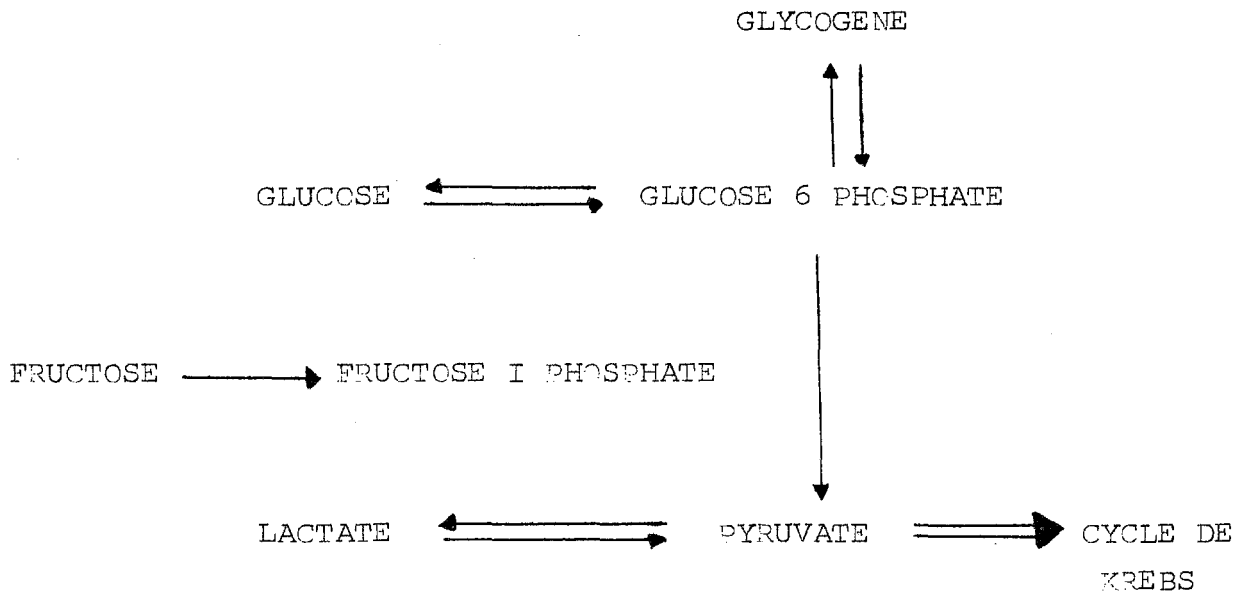 GLYCOGENE
GLUCOSE GLUCOSE 6 PHOSPHATE
FRUCTOSE FRUCTOSE I PHOSPHATE
LACTATE PYRUVATE CYCLE DE
KREBS